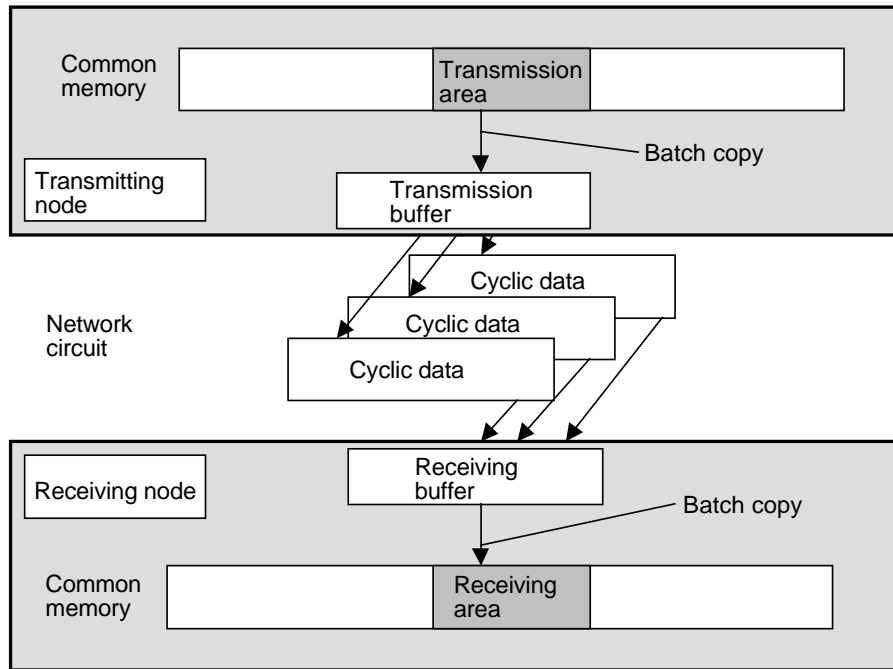 Common
memory
Transmission
area
Batch copy
Transmitting
node
Transmission
buffer
Cyclic data
Network
circuit
Cyclic data
Cyclic data
Receiving node
Receiving
buffer
Batch copy
Common
memory
Receiving
area